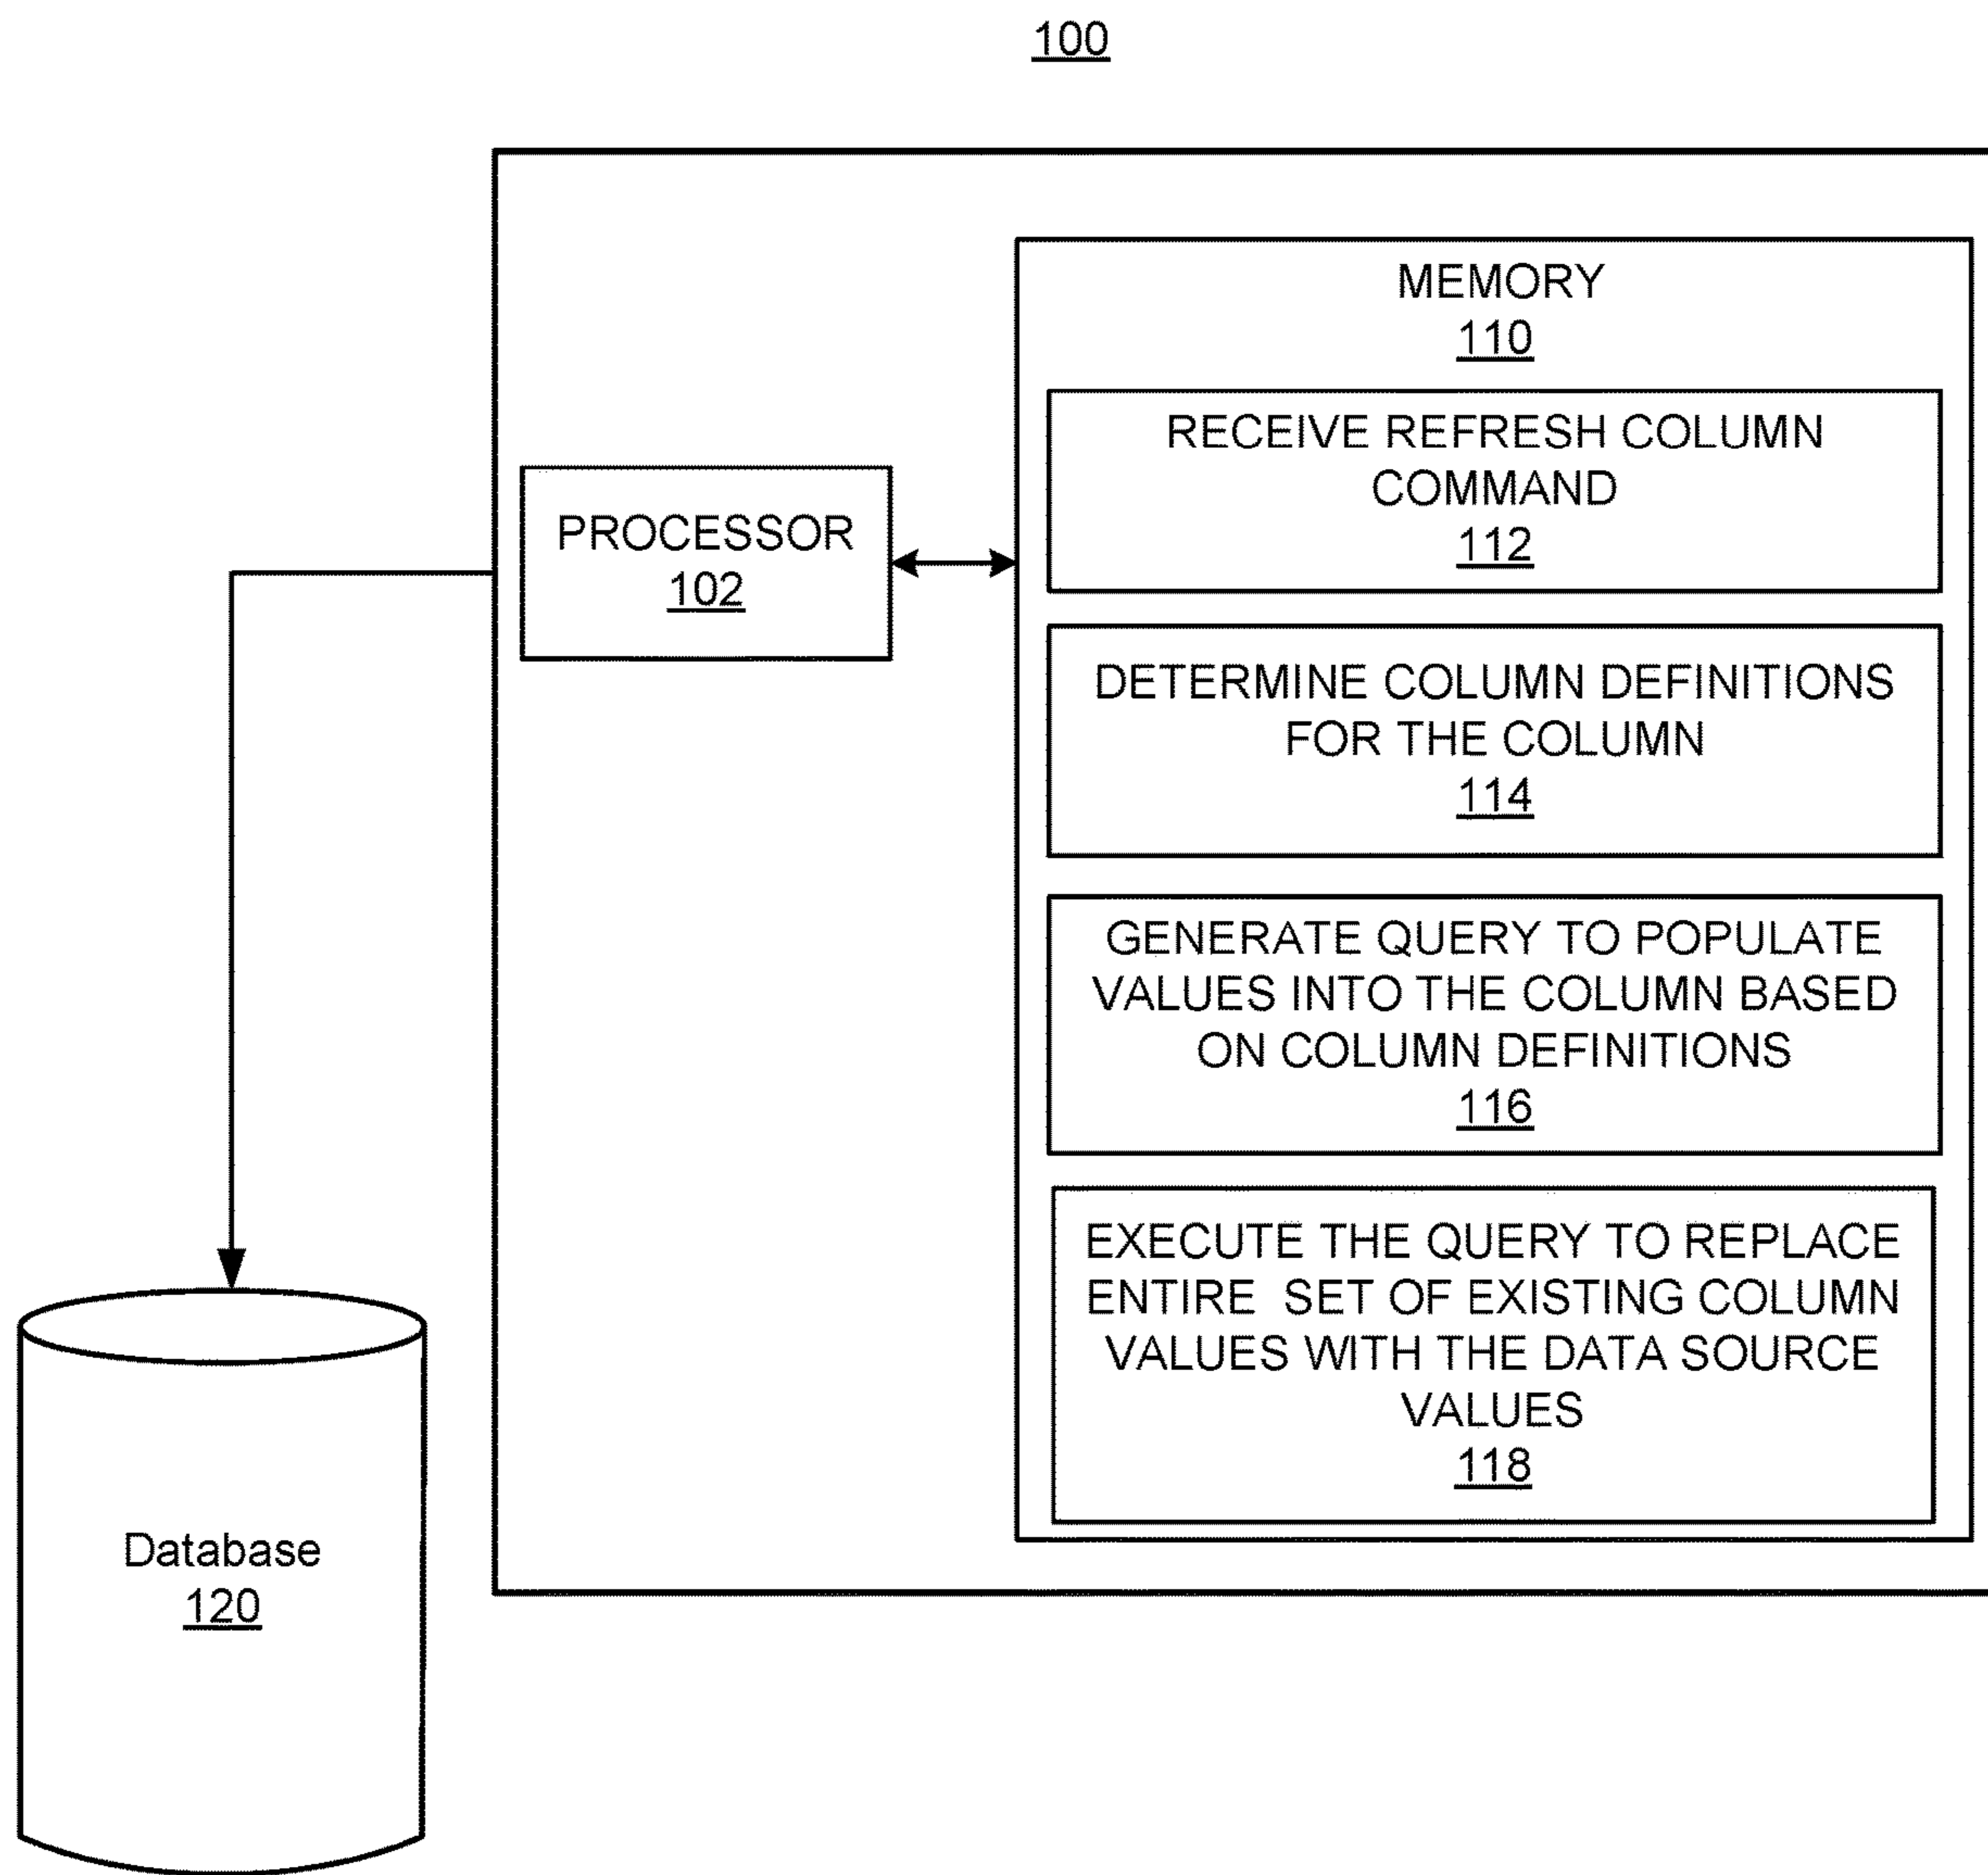 100
MEMORY
110
RECEIVE REFRESH COLUMN
COMMAND
112
PROCESSOR
102
DETERMINE COLUMN DEFINITIONS
FOR THE COLUMN
114
GENERATE QUERY TO POPULATE
VALUES INTO THE COLUMN BASED
ON COLUMN DEFINITIONS
116
EXECUTE THE QUERY TO REPLACE
ENTIRE SET OF EXISTING COLUMN
VALUES WITH THE DATA SOURCE
VALUES
118
Database
120